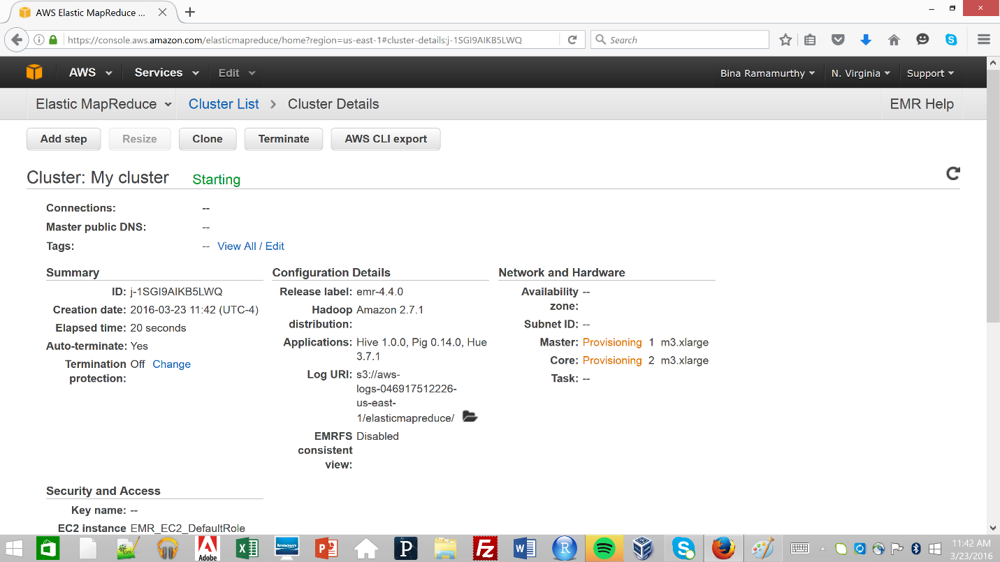 AWS Elastic MapReduce ...
https://console.aws.amazon.com/elasticmapreduce/home?region=us-east-1#cluster-details:j-1SGI9AIKB5LWQ
Search
AWS Services Edit Bina Ramamurthy N. Virginia Support
Elastic MapReduce Cluster List Cluster Details EMR Help
Add step Resize Clone Terminate AWS CLI export
Cluster: My cluster Starting
Connections: --
Master public DNS: --
Tags: -- View All / Edit
Summary
ID: j-1SGI9AIKB5LWQ
Creation date: 2016-03-23 11:42 (UTC-4)
Elapsed time: 20 seconds
Auto-terminate: Yes
Termination Off Change
protection:
Configuration Details
Release label: emr-4.4.0
Hadoop Amazon 2.7.1
distribution:
Applications: Hive 1.0.0, Pig 0.14.0, Hue
3.7.1
Log URI: s3://aws-
logs-046917512226-
us-east-
1/elasticmapreduce/
EMRFS Disabled
consistent
view:
Network and Hardware
Availability --
zone:
Subnet ID: --
Master: Provisioning 1 m3.xlarge
Core: Provisioning 2 m3.xlarge
Task: --
Security and Access
Key name: --
EC2 instance EMR_EC2_DefaultRole
Adobe
lenovo
P
Fz
R
11:42 AM
3/23/2016